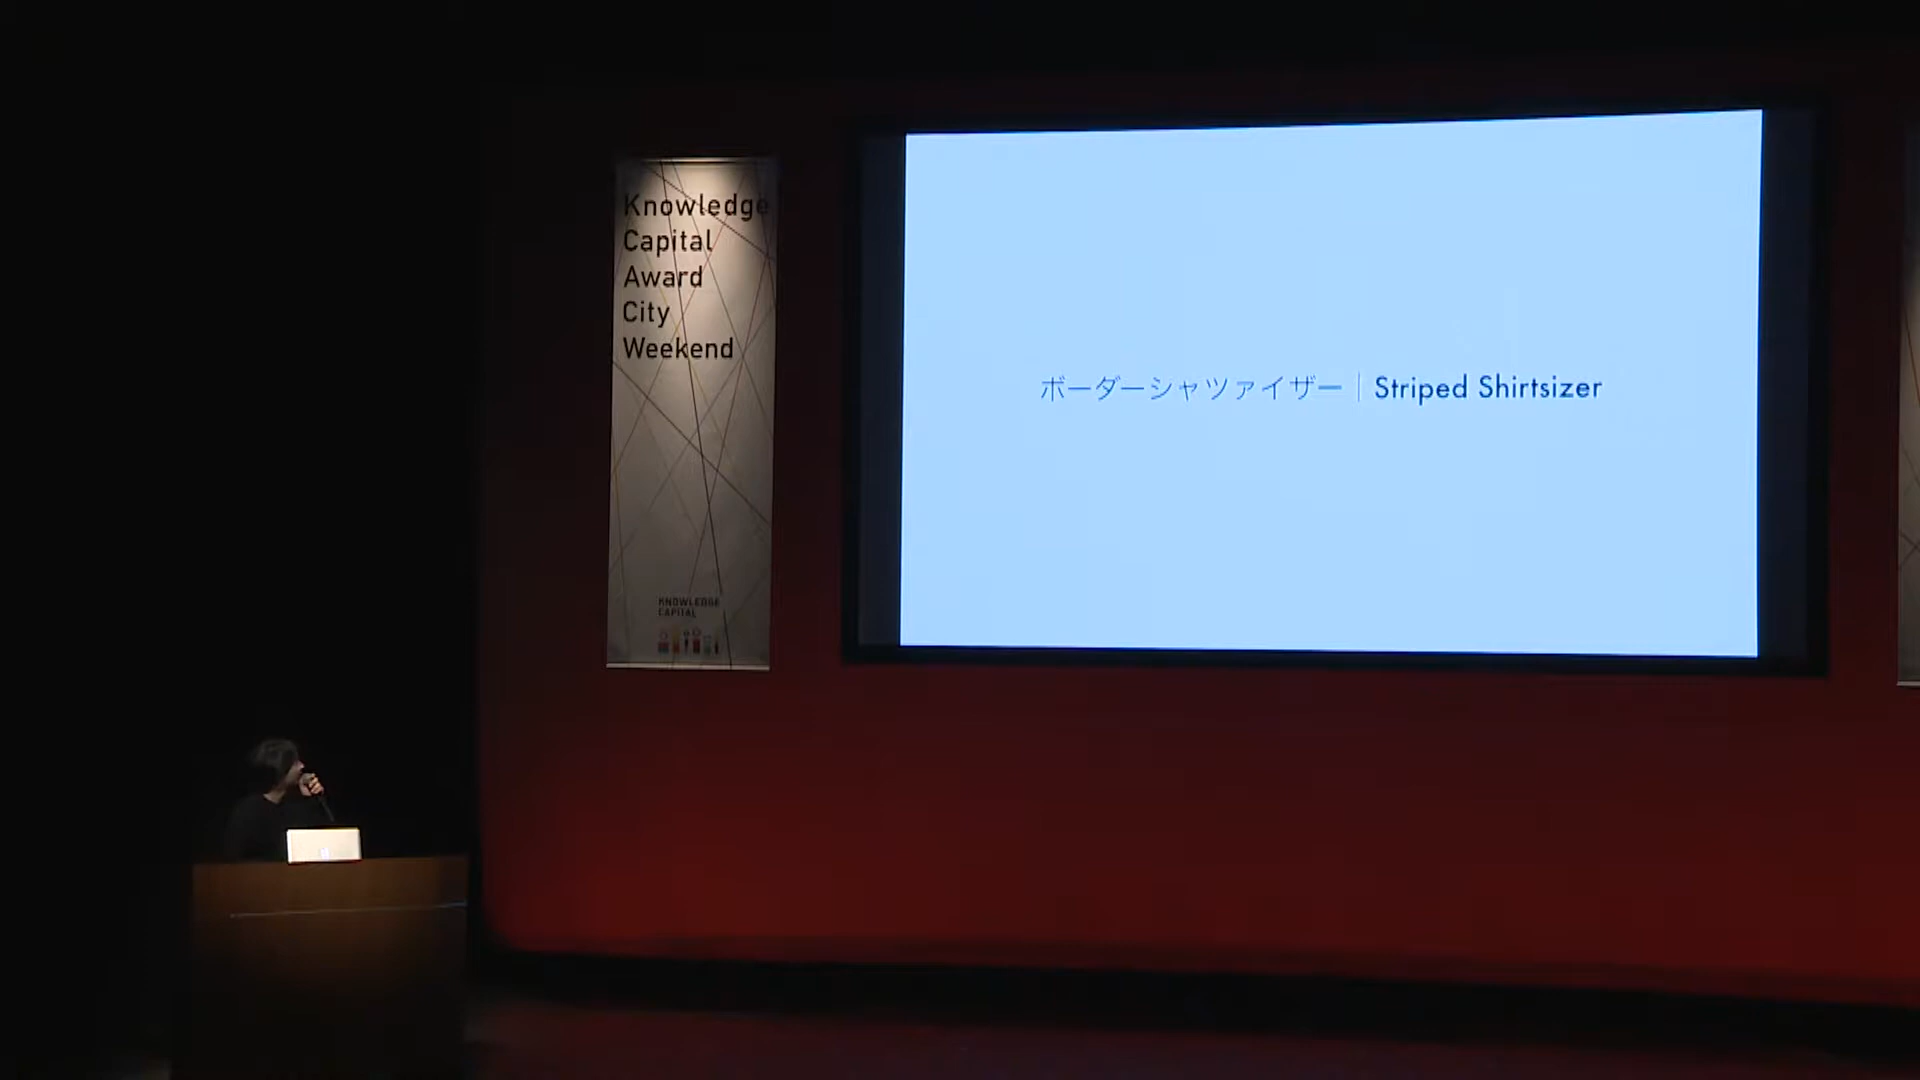 Knowledge
Capital
Award
City
Weekend
KNOWLEDGE
CAPITAL
ボーダーシャツァイザー｜Striped Shirtsizer